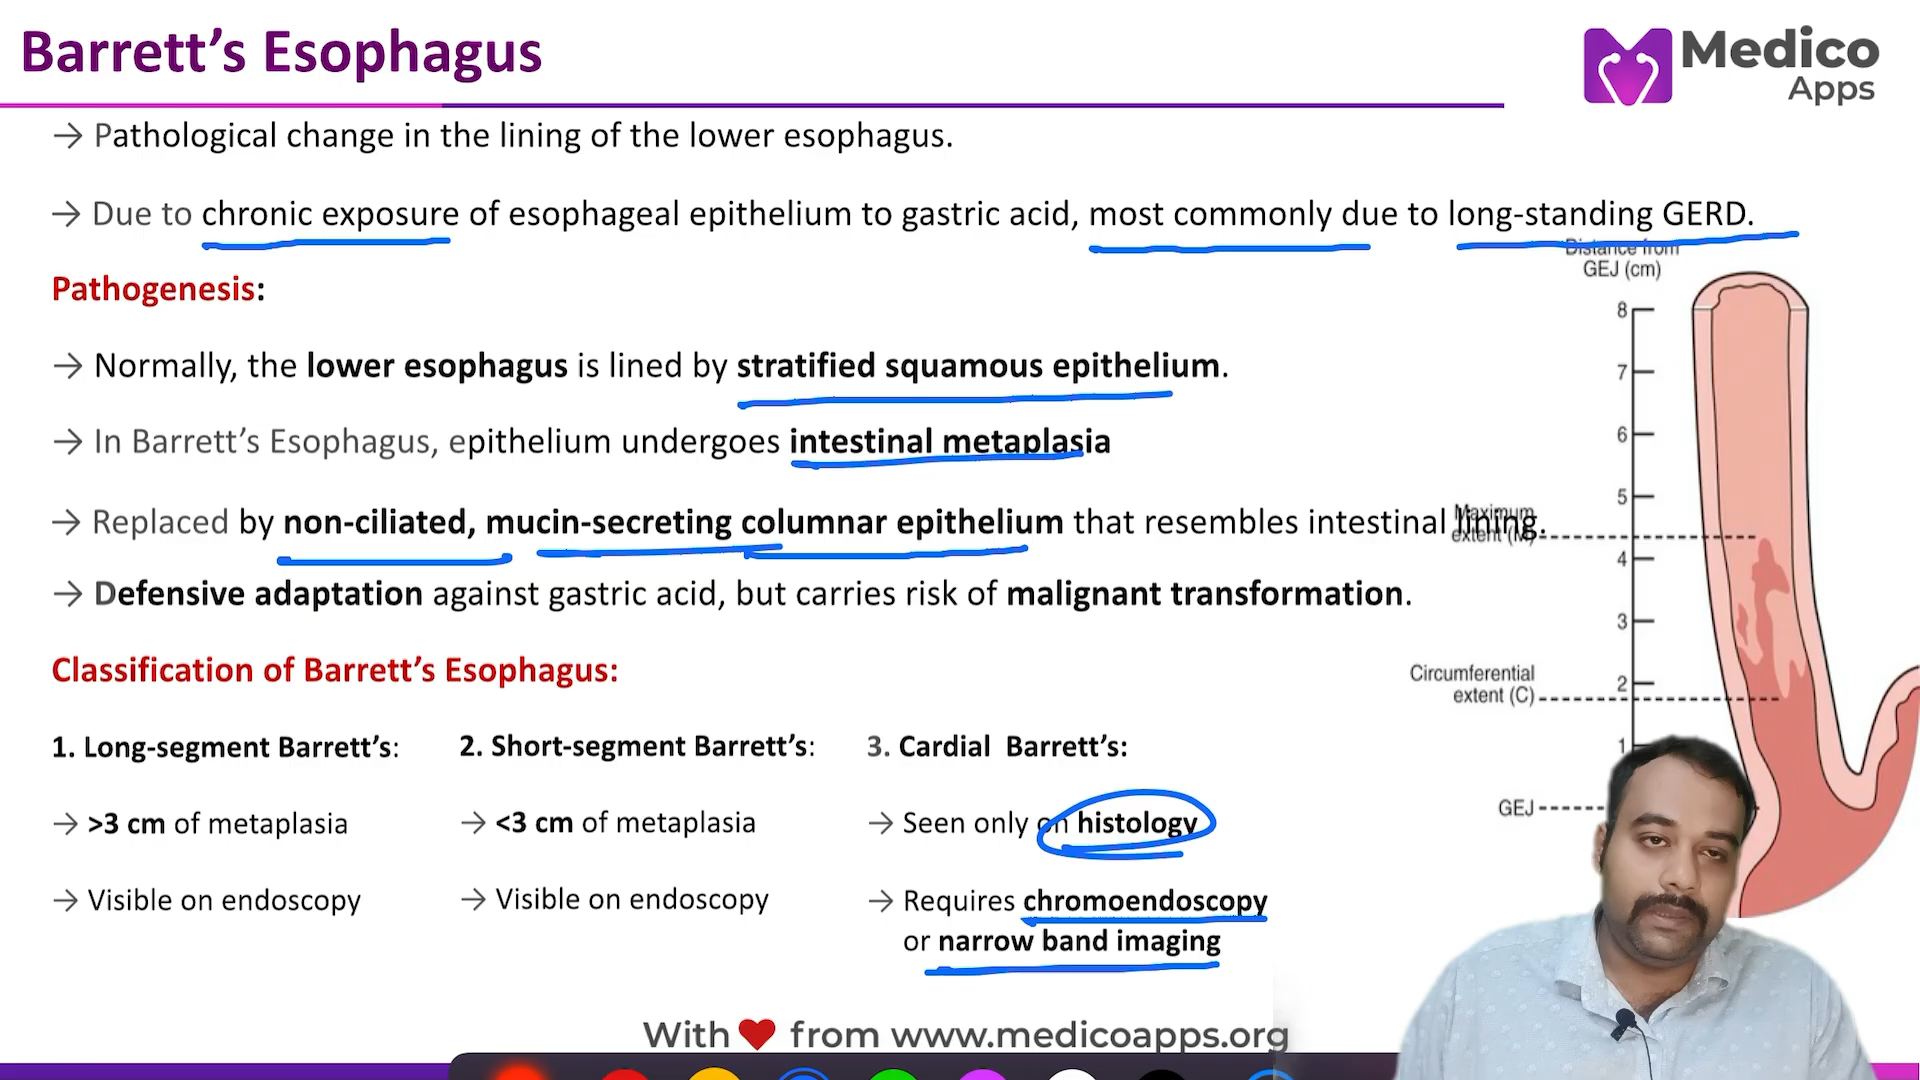 Barrett’s Esophagus
Medico
Apps
→ Pathological change in the lining of the lower esophagus.
→ Due to chronic exposure of esophageal epithelium to gastric acid, most commonly due to long-standing GERD.
Distance from
GEJ (cm)
Pathogenesis:
8
→ Normally, the lower esophagus is lined by stratified squamous epithelium.
7
→ In Barrett’s Esophagus, epithelium undergoes intestinal metaplasia
6
5
→ Replaced by non-ciliated, mucin-secreting columnar epithelium that resembles intestinal lining.
Maximum
extent (M)
4
→ Defensive adaptation against gastric acid, but carries risk of malignant transformation.
3
Classification of Barrett’s Esophagus:
Circumferential
extent (C)
2
1
1. Long-segment Barrett’s:
→ >3 cm of metaplasia
→ Visible on endoscopy
2. Short-segment Barrett’s:
→ <3 cm of metaplasia
→ Visible on endoscopy
3. Cardial Barrett’s:
→ Seen only on histology
→ Requires chromoendoscopy
or narrow band imaging
GEJ
With ❤ from www.medicoapps.org